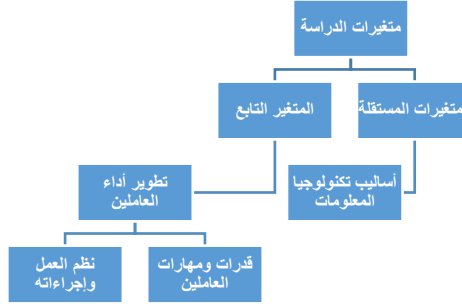 متغيرات الدراسة
متغيرات المستقلة
المتغير التابع
أساليب تكنولوجيا
المعلومات
تطوير أداء
العاملين
قدرات ومهارات
العاملين
نظم العمل
وإجراءاته